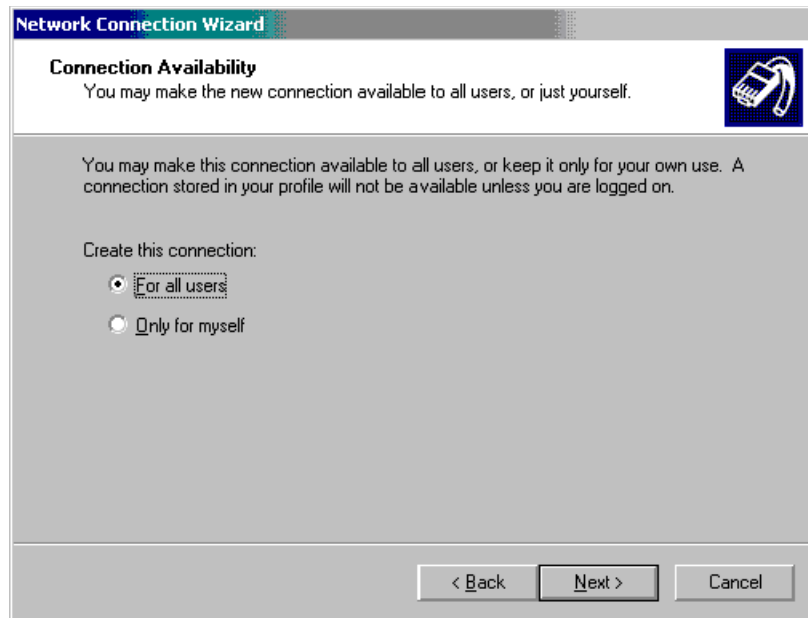 Network Connection Wizard
Connection Availability
You may make the new connection available to all users, or just yourself.
You may make this connection available to all users, or keep it only for your own use. A
connection stored in your profile will not be available unless you are logged on.
Create this connection:
For all users
Only for myself
< Back Next > Cancel